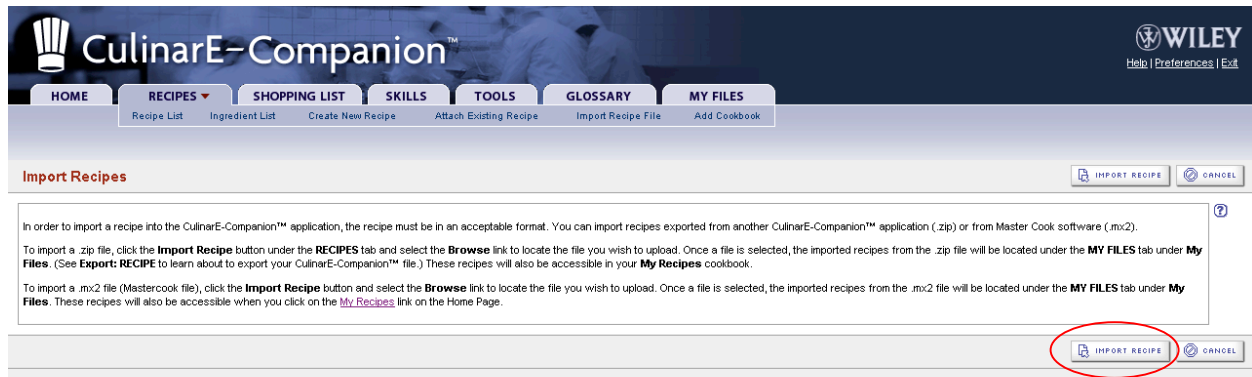 CulinarE-Companion™
WILEY
Help | Preferences | Exit
HOME RECIPES SHOPPING LIST SKILLS TOOLS GLOSSARY MY FILES
Recipe List Ingredient List Create New Recipe Attach Existing Recipe Import Recipe File Add Cookbook
Import Recipes
IMPORT RECIPE CANCEL
?
In order to import a recipe into the CulinarE-Companion™ application, the recipe must be in an acceptable format. You can import recipes exported from another CulinarE-Companion™ application (.zip) or from Master Cook software (.mx2).
To import a .zip file, click the Import Recipe button under the RECIPES tab and select the Browse link to locate the file you wish to upload. Once a file is selected, the imported recipes from the .zip file will be located under the MY FILES tab under My
Files. (See Export: RECIPE to learn about to export your CulinarE-Companion™ file.) These recipes will also be accessible in your My Recipes cookbook.
To import a .mx2 file (Mastercook file), click the Import Recipe button and select the Browse link to locate the file you wish to upload. Once a file is selected, the imported recipes from the .mx2 file will be located under the MY FILES tab under My
Files. These recipes will also be accessible when you click on the My Recipes link on the Home Page.
IMPORT RECIPE CANCEL